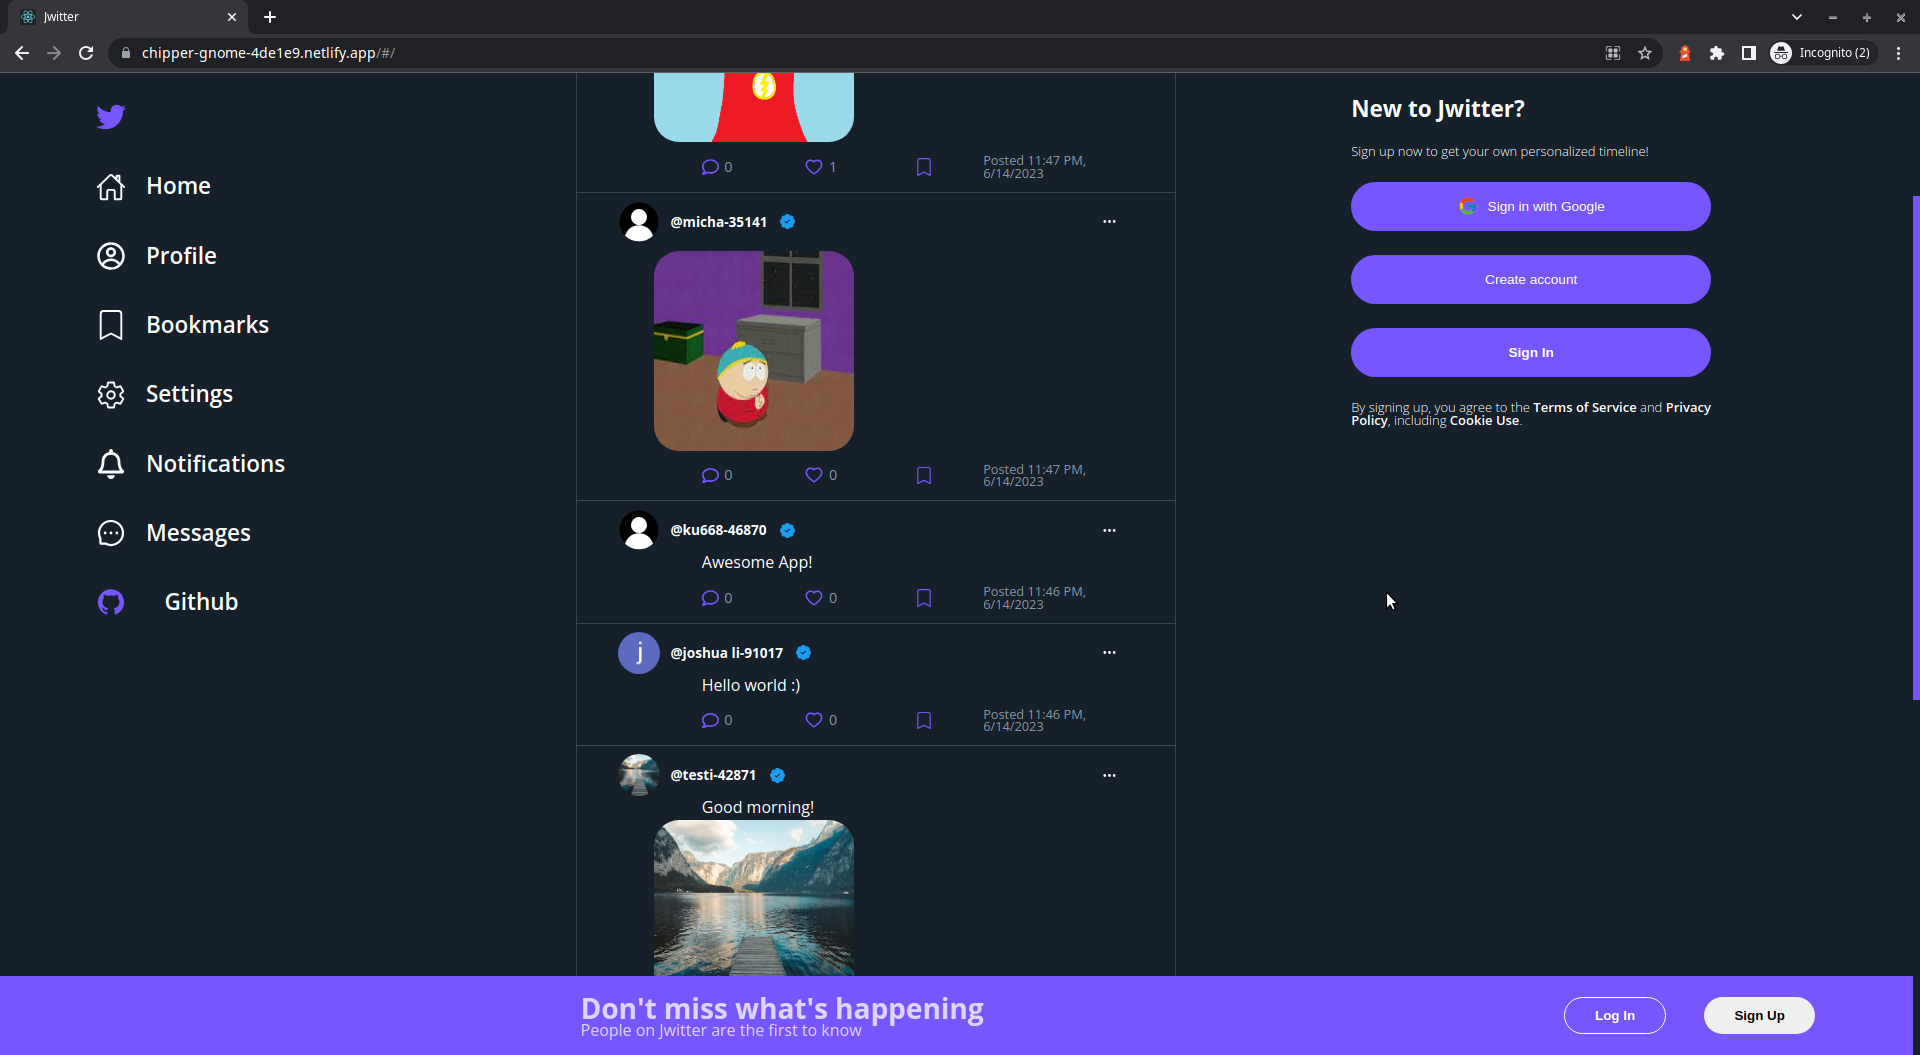 Jwitter
chipper-gnome-4de1e9.netlify.app/#/
Incognito (2)
Home
Profile
Bookmarks
Settings
Notifications
Messages
Github
0
1
Posted 11:47 PM,
6/14/2023
@micha-35141
0
0
Posted 11:47 PM,
6/14/2023
@ku668-46870
Awesome App!
0
0
Posted 11:46 PM,
6/14/2023
j
@joshua li-91017
Hello world :)
0
0
Posted 11:46 PM,
6/14/2023
@testi-42871
Good morning!
New to Jwitter?
Sign up now to get your own personalized timeline!
Sign in with Google
Create account
Sign In
By signing up, you agree to the Terms of Service and Privacy
Policy, including Cookie Use.
Don't miss what's happening
People on Jwitter are the first to know
Log In
Sign Up